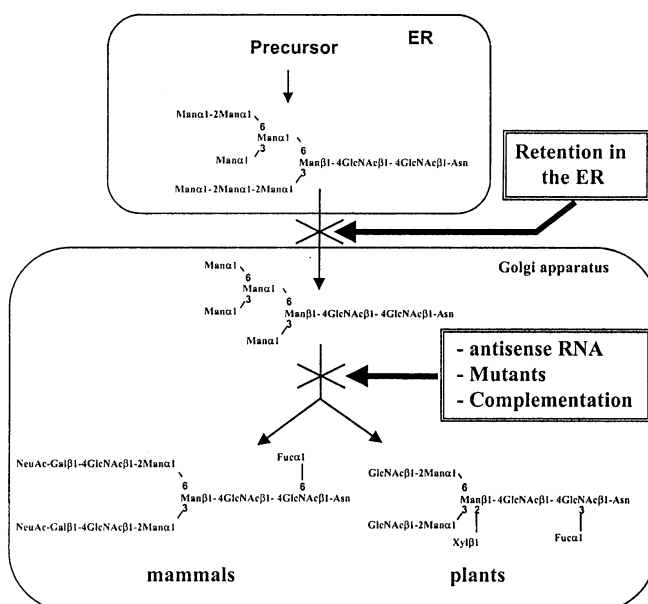 ER
Precursor
Manα1-2Manα1
6
Manα1
3
6
Manα1
Manβ1- 4GlcNAcβ1- 4GlcNAcβ1-Asn
3
Manα1-2Manα1-2Manα1
Retention in
the ER
Golgi apparatus
Manα1
6
Manα1
3
6
Manα1
Manβ1- 4GlcNAcβ1- 4GlcNAcβ1-Asn
3
Manα1
- antisense RNA
- Mutants
- Complementation
NeuAc-Galβ1-4GlcNAcβ1-2Manα1
Fucα1
6
6
Manβ1- 4GlcNAcβ1- 4GlcNAcβ1-Asn
3
NeuAc-Galβ1-4GlcNAcβ1-2Manα1
mammals
GlcNAcβ1-2Manα1
6
Manβ1- 4GlcNAcβ1- 4GlcNAcβ1-Asn
3 2
3
GlcNAcβ1-2Manα1
Xylβ1
Fucα1
plants